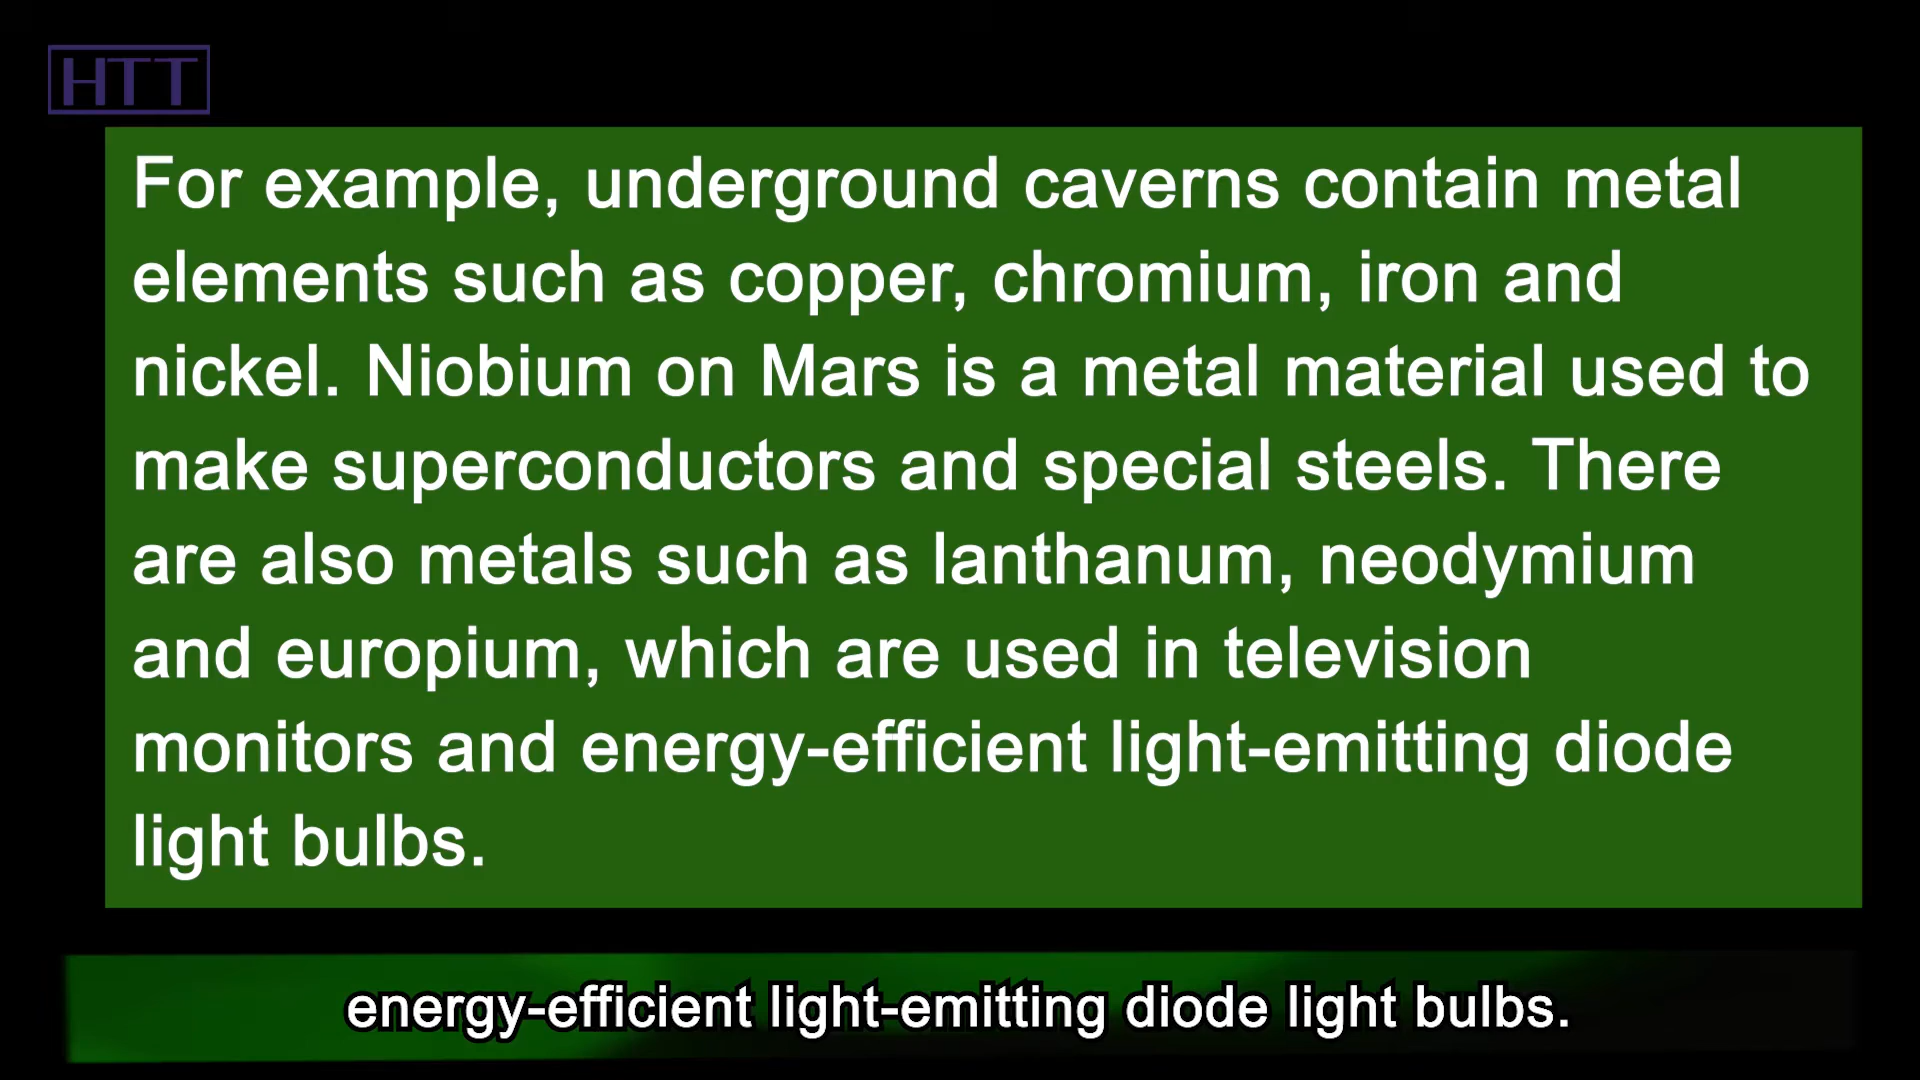 HTT
For example, underground caverns contain metal
elements such as copper, chromium, iron and
nickel. Niobium on Mars is a metal material used to
make superconductors and special steels. There
are also metals such as lanthanum, neodymium
and europium, which are used in television
monitors and energy-efficient light-emitting diode
light bulbs.
energy-efficient light-emitting diode light bulbs.